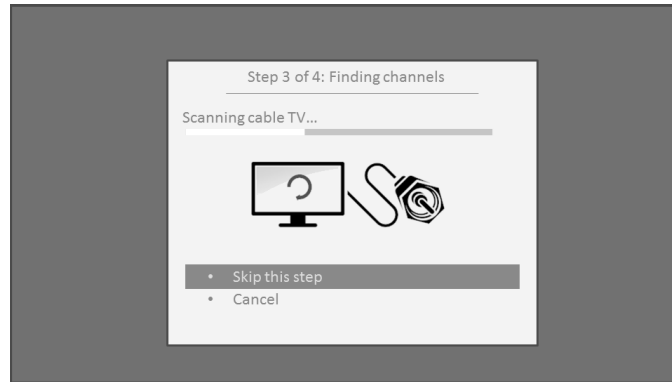 Step 3 of 4: Finding channels
Scanning cable TV...
• Skip this step
• Cancel